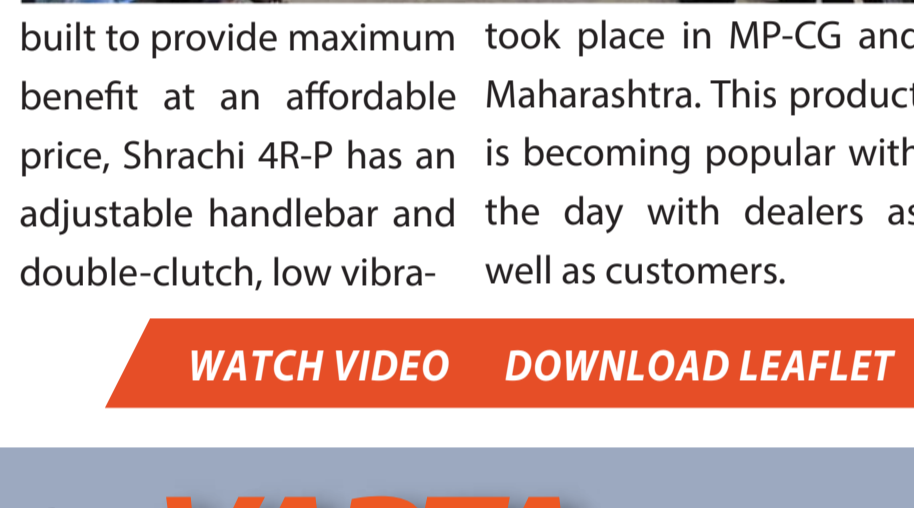 built to provide maximum
benefit at an affordable
price, Shrachi 4R-P has an
adjustable handlebar and
double-clutch, low vibra-
took place in MP-CG and
Maharashtra. This product
is becoming popular with
the day with dealers as
well as customers.
WATCH VIDEO DOWNLOAD LEAFLET